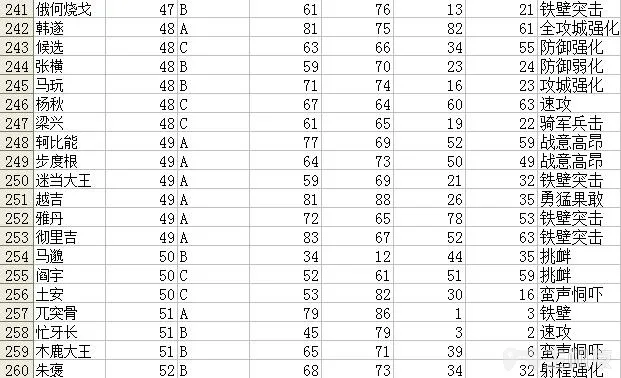 241 俄何烧戈 47 B 61 76 13 21 铁壁突击
242 韩遂 48 A 81 75 82 61 全攻城强化
243 候选 48 C 63 66 34 55 防御强化
244 张横 48 B 59 70 23 24 防御弱化
245 马玩 48 B 71 74 16 23 攻城强化
246 杨秋 48 C 67 64 60 63 速攻
247 梁兴 48 C 61 65 19 22 骑军兵击
248 轲比能 49 A 77 69 52 59 战意高昂
249 步度根 49 A 64 73 50 49 战意高昂
250 迷当大王 49 A 59 69 21 32 铁壁突击
251 越吉 49 A 81 88 26 35 勇猛果敢
252 雅丹 49 A 72 65 78 53 铁壁突击
253 彻里吉 49 A 83 67 52 63 铁壁突击
254 马邈 50 B 34 12 44 35 挑衅
255 阎宇 50 C 52 61 51 59 挑衅
256 土安 50 C 53 82 30 16 蛮声恫吓
257 兀突骨 51 A 79 86 1 3 铁壁
258 忙牙长 51 B 45 79 3 2 速攻
259 木鹿大王 51 B 65 71 39 6 蛮声恫吓
260 朱褒 52 B 68 73 34 32 射程强化